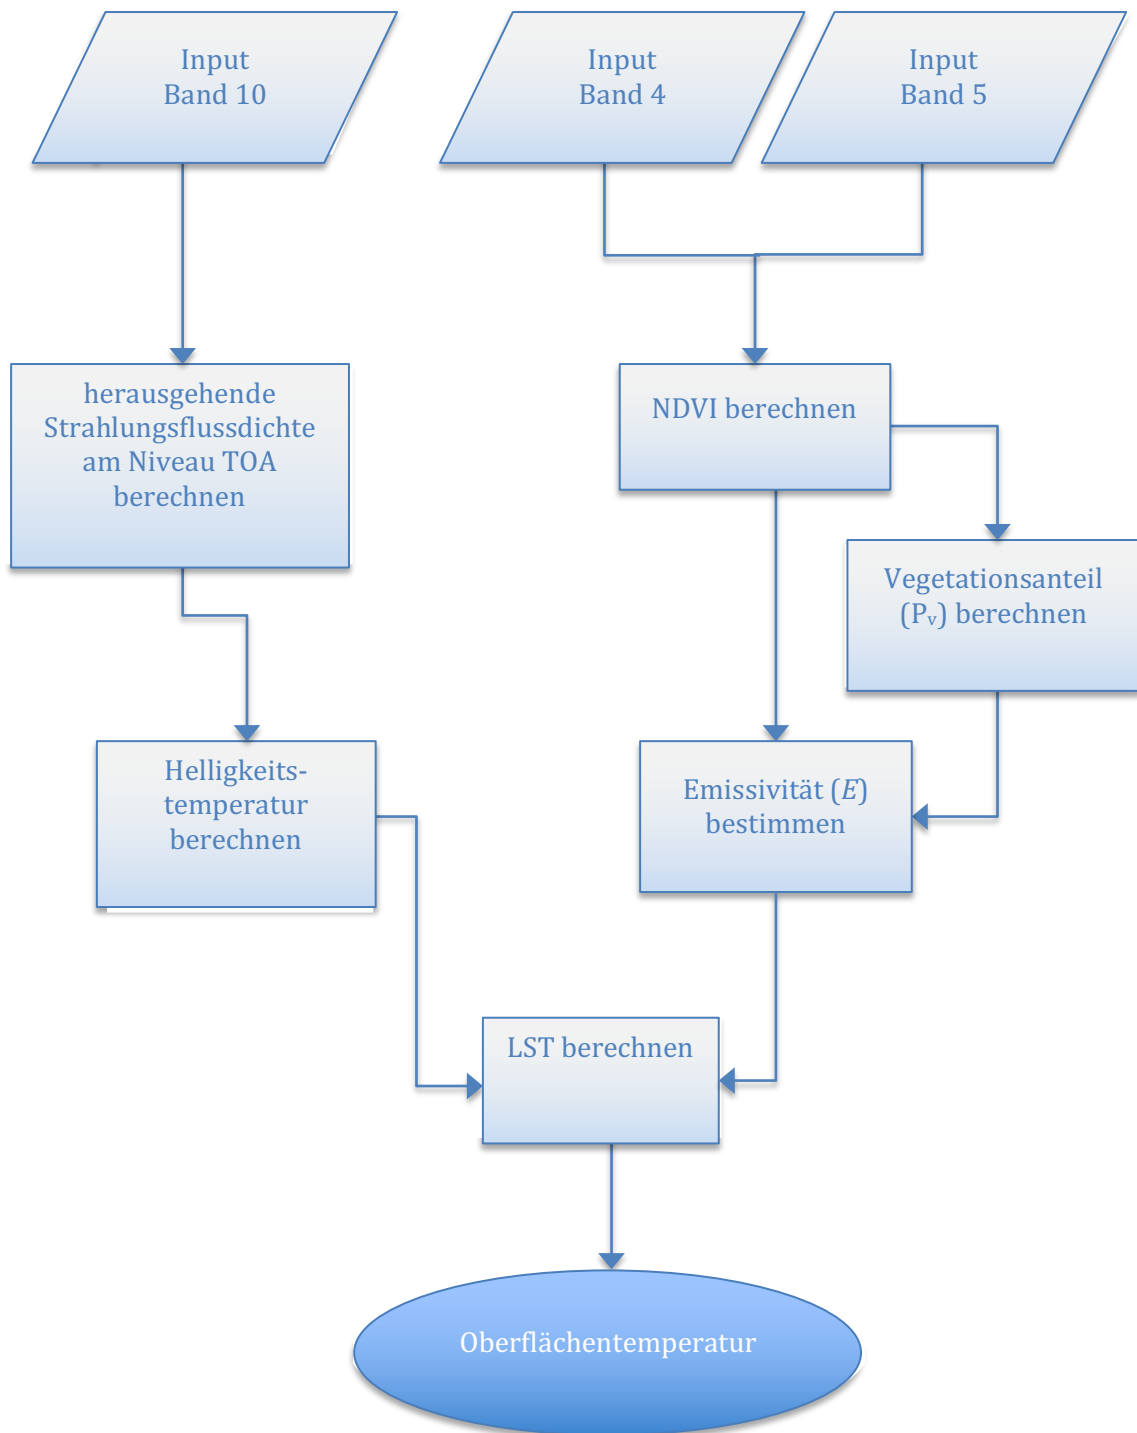 Input
Band 10
Input
Band 4
Input
Band 5
herausgehende
Strahlungsflussdichte
am Niveau TOA
berechnen
NDVI berechnen
Vegetationsanteil
(Pv) berechnen
Helligkeits-
temperatur
berechnen
Emissivität (E)
bestimmen
LST berechnen
Oberflächentemperatur